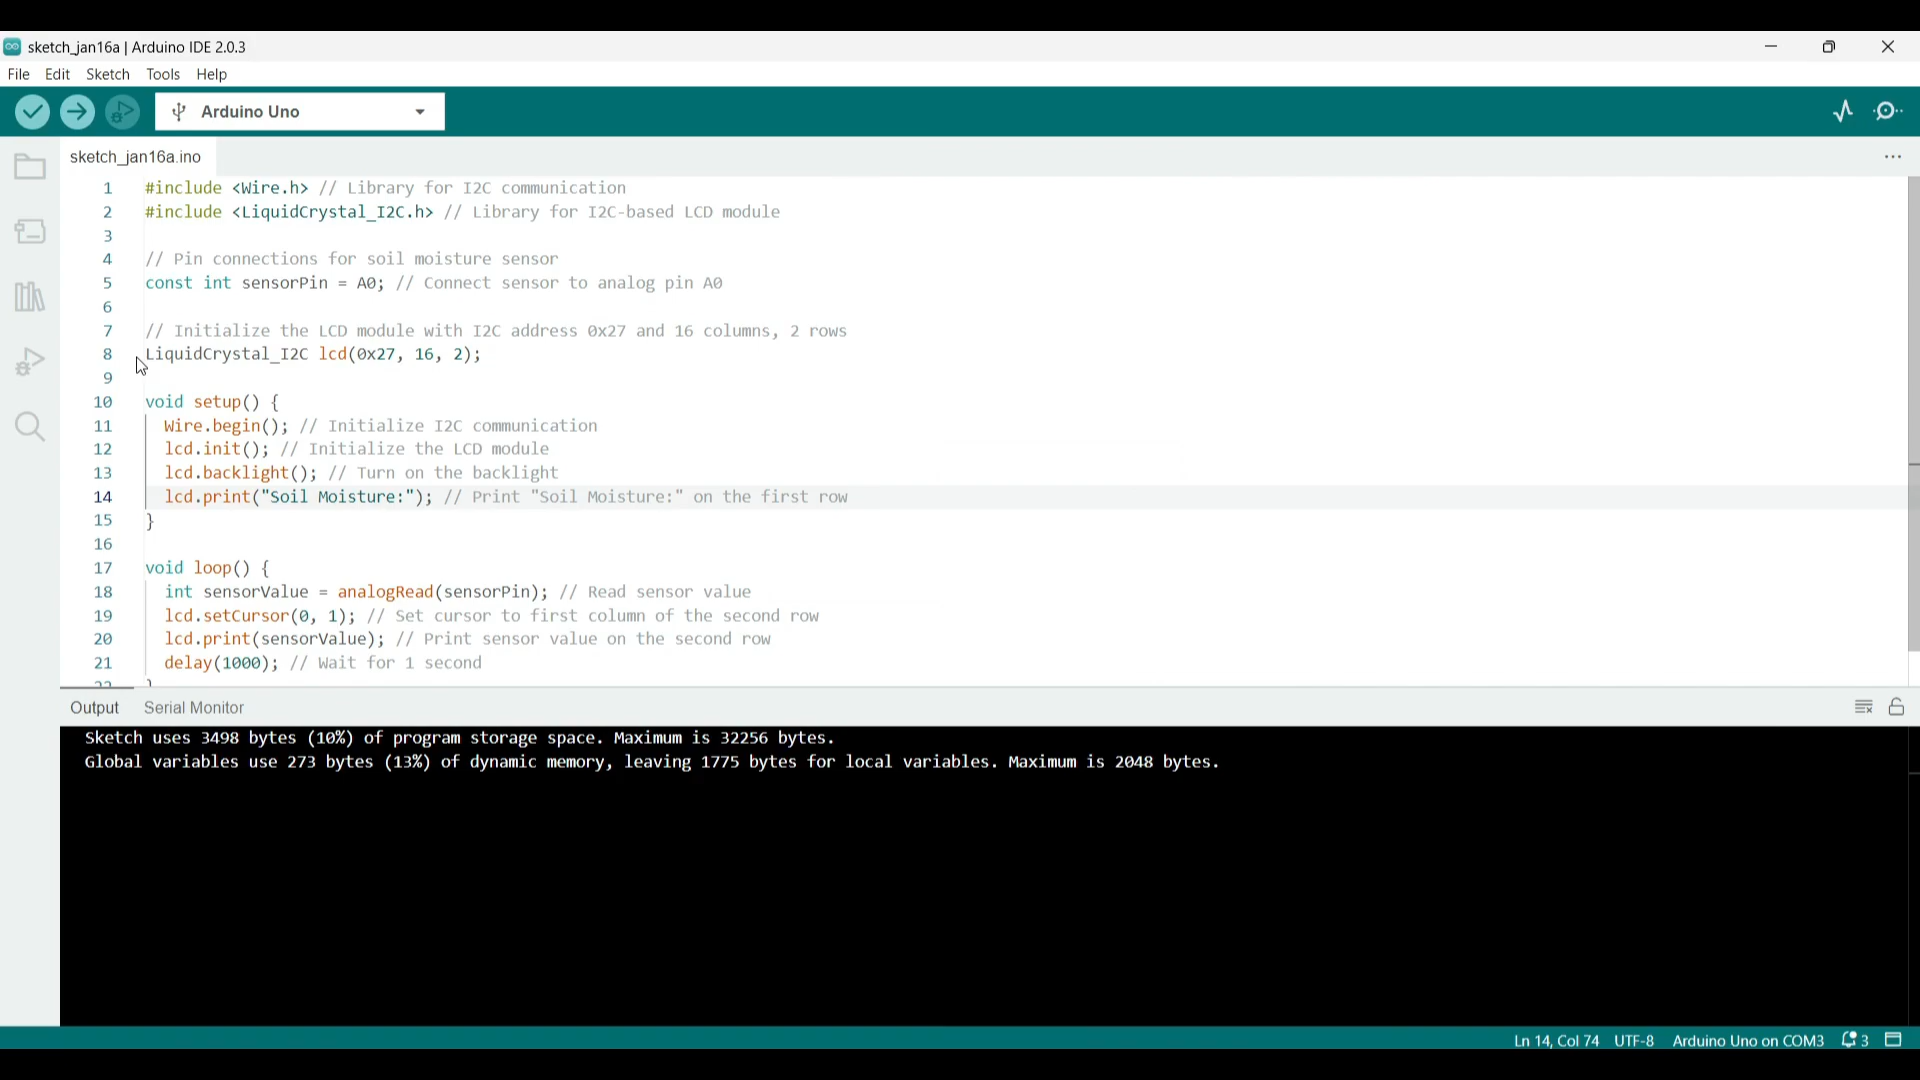 sketch_jan16a | Arduino IDE 2.0.3
File Edit Sketch Tools Help
Arduino Uno
sketch_jan16a.ino
1 #include <Wire.h> // Library for I2C communication
2 #include <LiquidCrystal_I2C.h> // Library for I2C-based LCD module
3
4 // Pin connections for soil moisture sensor
5 const int sensorPin = A0; // Connect sensor to analog pin A0
6
7 // Initialize the LCD module with I2C address 0x27 and 16 columns, 2 rows
8 LiquidCrystal_I2C lcd(0x27, 16, 2);
9
10 void setup() {
11 Wire.begin(); // Initialize I2C communication
12 lcd.init(); // Initialize the LCD module
13 lcd.backlight(); // Turn on the backlight
14 lcd.print("Soil Moisture:"); // Print "Soil Moisture:" on the first row
15 }
16
17 void loop() {
18 int sensorValue = analogRead(sensorPin); // Read sensor value
19 lcd.setCursor(0, 1); // Set cursor to first column of the second row
20 lcd.print(sensorValue); // Print sensor value on the second row
21 delay(1000); // Wait for 1 second
Output Serial Monitor
Sketch uses 3498 bytes (10%) of program storage space. Maximum is 32256 bytes.
Global variables use 273 bytes (13%) of dynamic memory, leaving 1775 bytes for local variables. Maximum is 2048 bytes.
Ln 14, Col 74 UTF-8 Arduino Uno on COM3 3